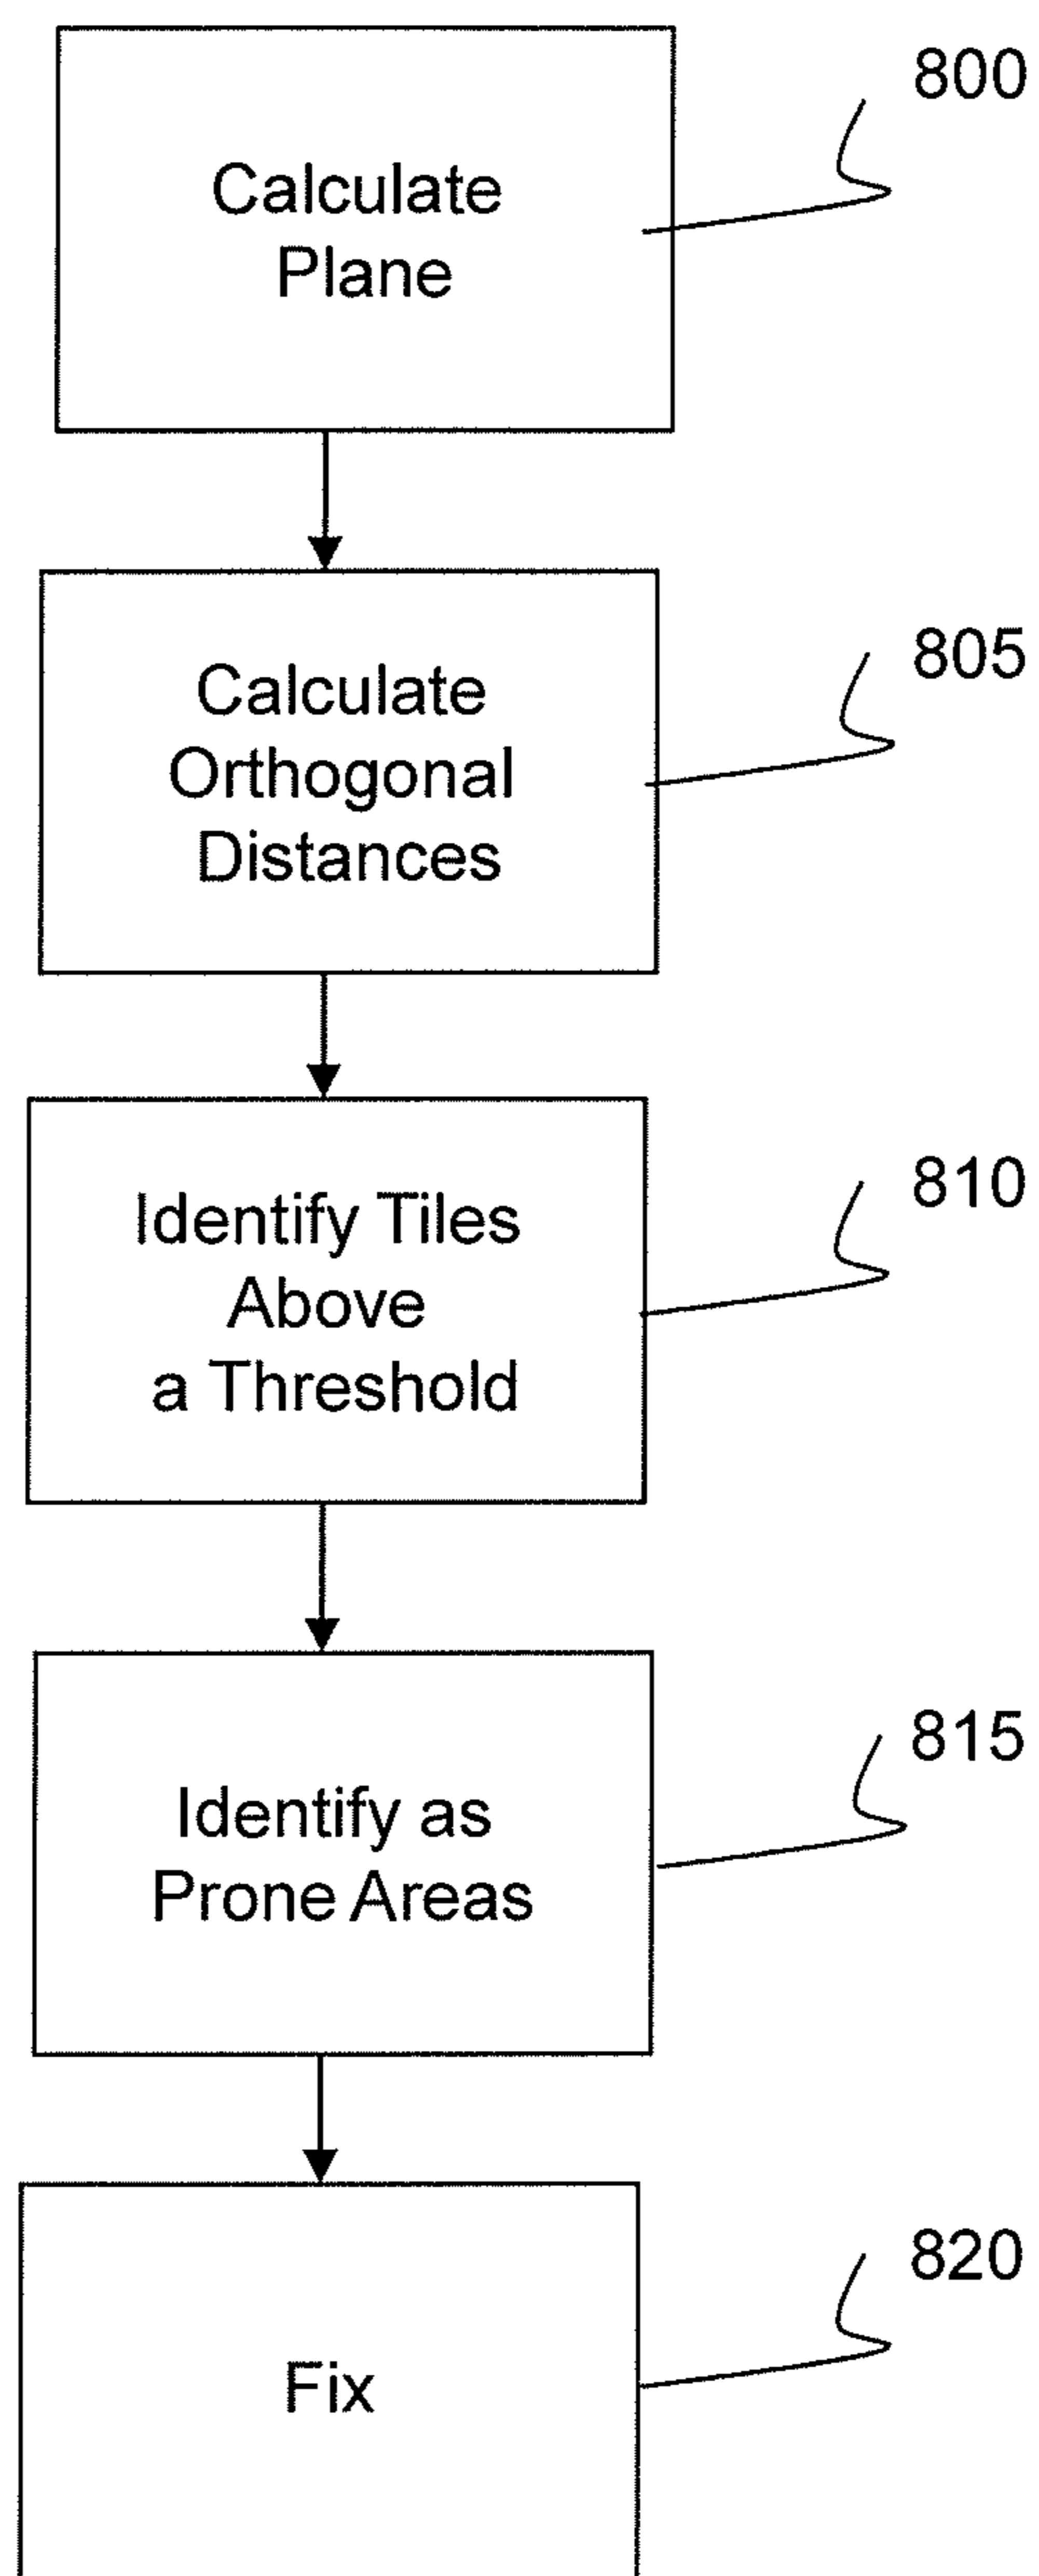 800
Calculate
Plane
805
Calculate
Orthogonal
Distances
810
Identify Tiles
Above
a Threshold
815
Identify as
Prone Areas
820
Fix